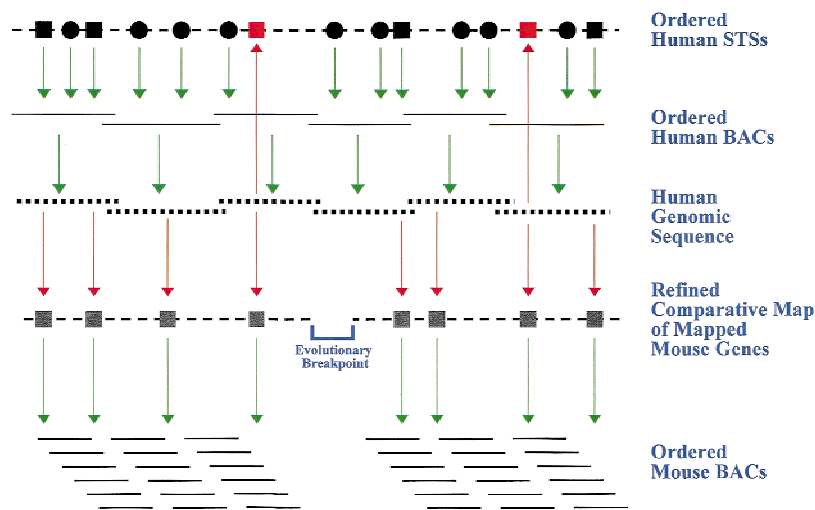 Ordered
Human STSs
Ordered
Human BACs
Human
Genomic
Sequence
Refined
Comparative Map
of Mapped
Mouse Genes
Evolutionary
Breakpoint
Ordered
Mouse BACs